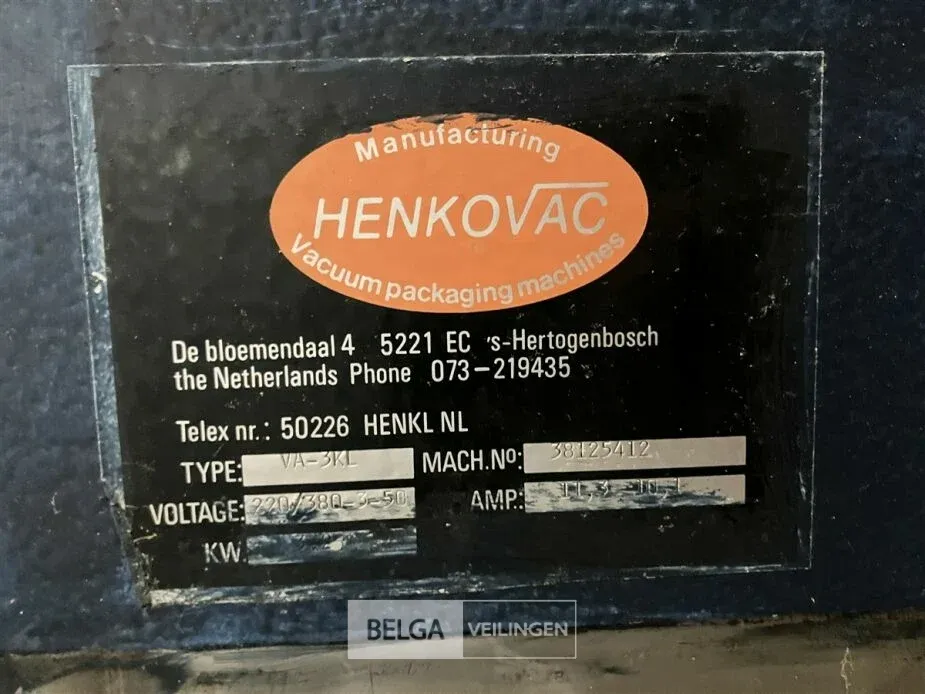 Manufacturing
HENKOVAC
Vacuum packaging machines
De bloemendaal 4 5221 EC 's-Hertogenbosch
the Netherlands Phone 073-219435
Telex nr.: 50226 HENKL NL
TYPE: VA-3KL MACH.No: 38125412
VOLTAGE: 220/380-3-50 AMP.:
KW.
BELGA VEILINGEN